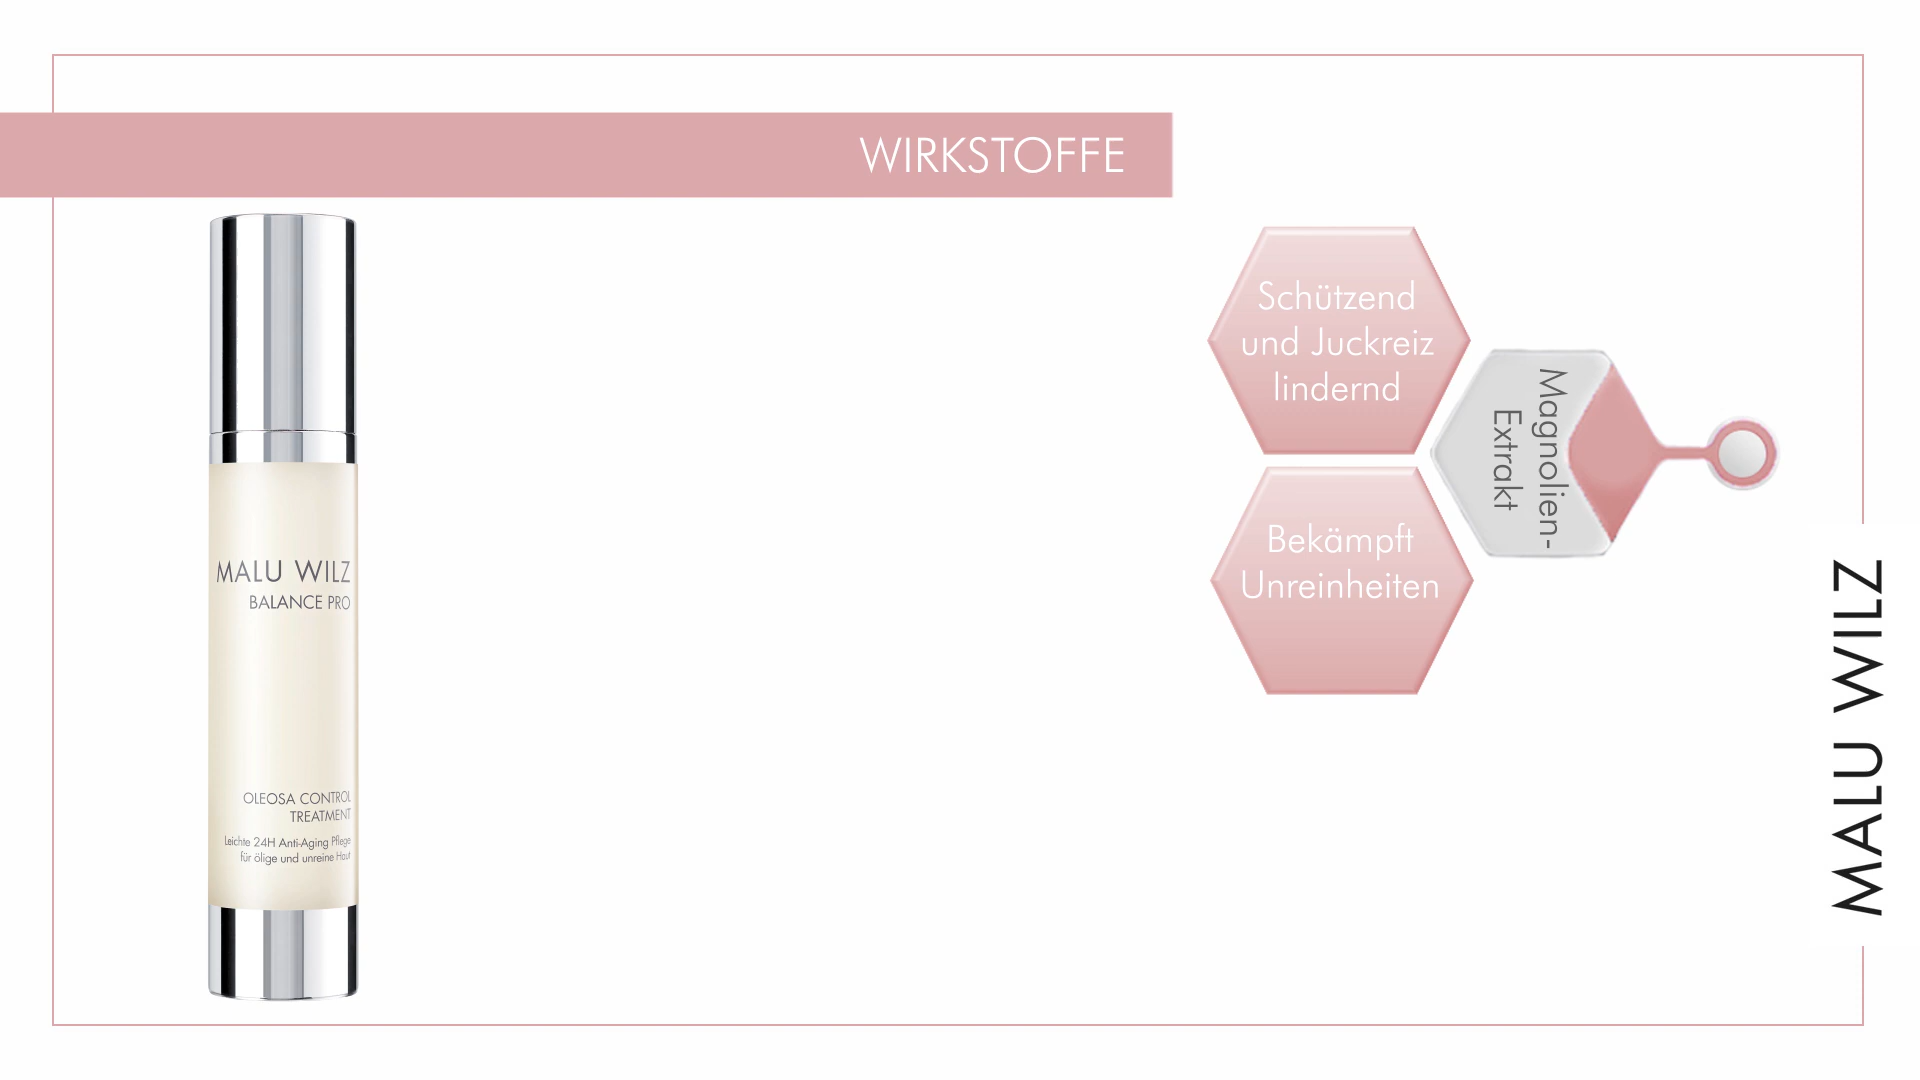 WIRKSTOFFE
MALU WILZ
BALANCE PRO
OLEOSA CONTROL
TREATMENT
Leichte 24H Anti-Aging Pflege
für ölige und unreine Haut
Schützend
und Juckreiz
lindernd
Magnolien-
Extrakt
Bekämpft
Unreinheiten
MALU WILZ